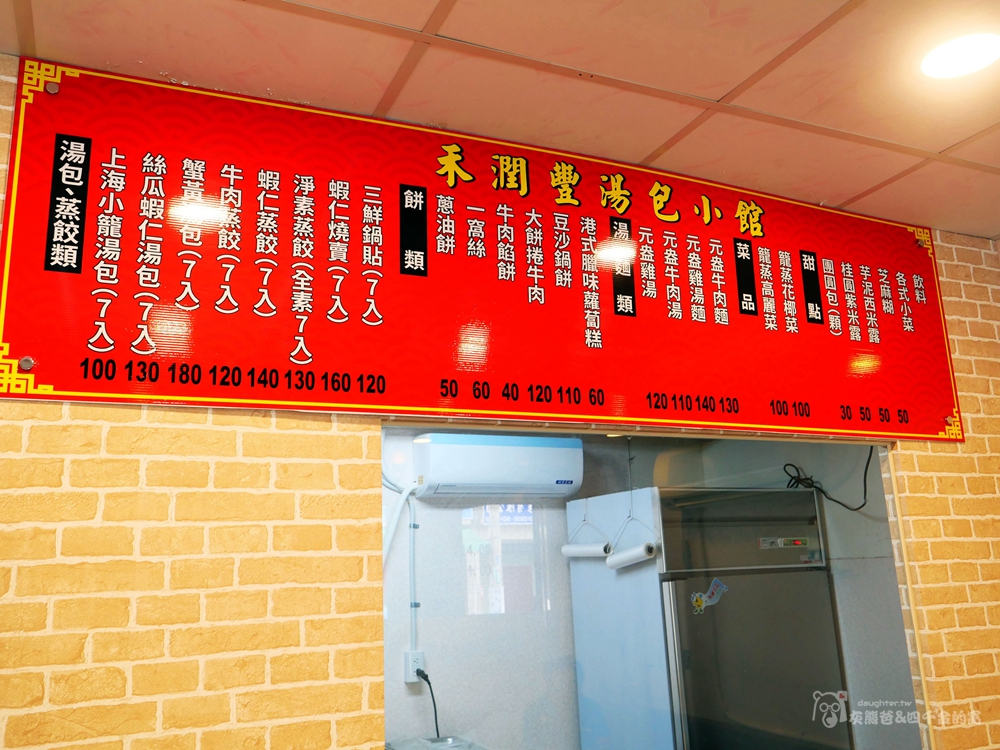 禾潤豐湯包小館
湯包、蒸餃類
上海小籠湯包(7入) 100
絲瓜蝦仁湯包(7入) 130
蟹黃 包(7入) 180
牛肉蒸餃(7入) 120
蝦仁蒸餃(7入) 140
淨素蒸餃(全素7入) 130
蝦仁燒賣(7入) 160
三鮮鍋貼(7入) 120
餅類
蔥油餅 50
一窩絲 60
牛肉餡餅 40
大餅捲牛肉 120
豆沙鍋餅 110
港式臘味蘿蔔糕 60
湯麵類
元盅雞湯 120
元盅牛肉湯 110
元盅雞湯麵 140
元盅牛肉麵 130
菜品
籠蒸高麗菜 100
籠蒸花椰菜 100
甜點
團圓包(顆) 30
桂圓紫米露 50
芋泥西米露 50
芝麻糊 50
各式小菜
飲料
daughter.tw
灰熊爸&四千金的窩